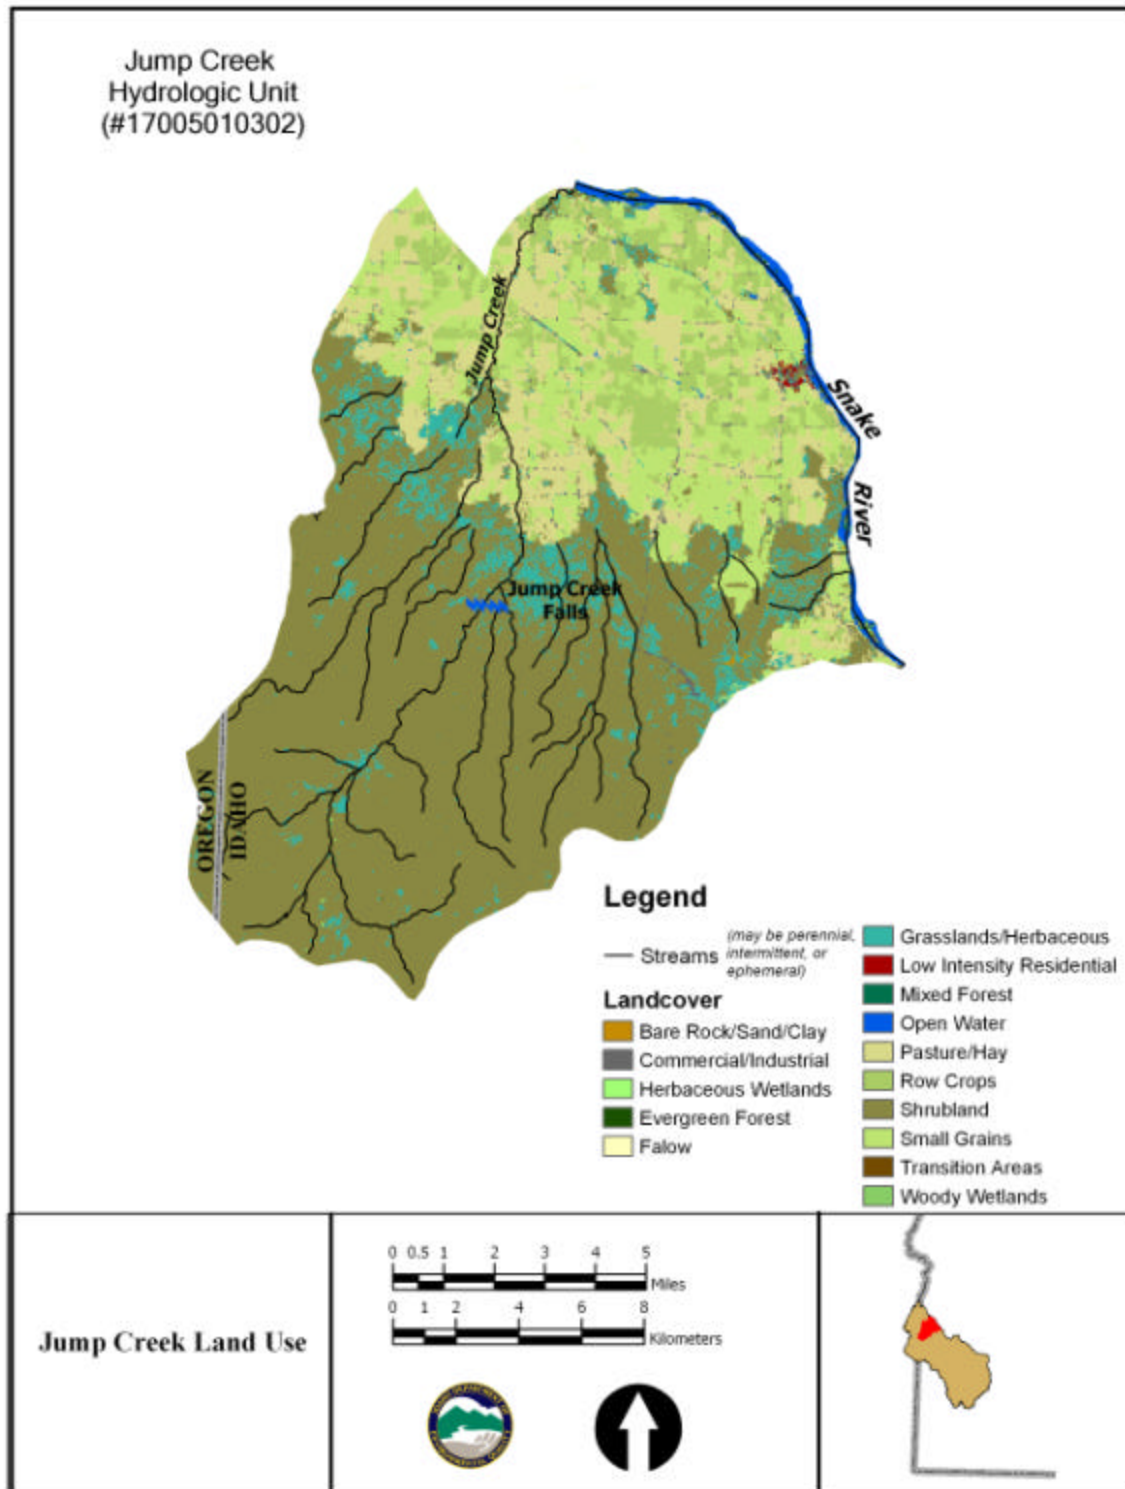 Jump Creek
Hydrologic Unit
(#17005010302)
Jump Creek
Snake
River
Jump Creek
Falls
OREGON
IDAHO
Legend
Streams
(may be perennial,
intermittent, or
ephemeral)
Landcover
Bare Rock/Sand/Clay
Commercial/Industrial
Herbaceous Wetlands
Evergreen Forest
Falow
Grasslands/Herbaceous
Low Intensity Residential
Mixed Forest
Open Water
Pasture/Hay
Row Crops
Shrubland
Small Grains
Transition Areas
Woody Wetlands
Jump Creek Land Use
0 0.5 1 2 3 4 5
Miles
0 1 2 4 6 8
Kilometers